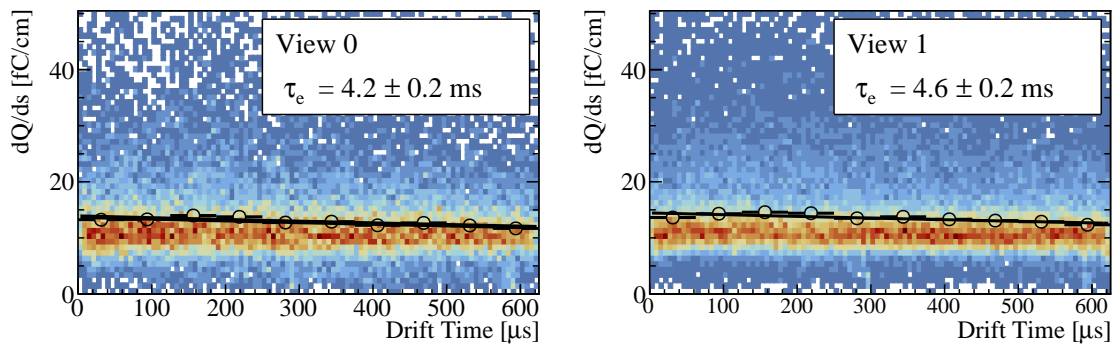 dQ/ds [fC/cm]
40
20
0
View 0
τe = 4.2 ± 0.2 ms
0 100 200 300 400 500 600
Drift Time [μs]
dQ/ds [fC/cm]
40
20
0
View 1
τe = 4.6 ± 0.2 ms
0 100 200 300 400 500 600
Drift Time [μs]